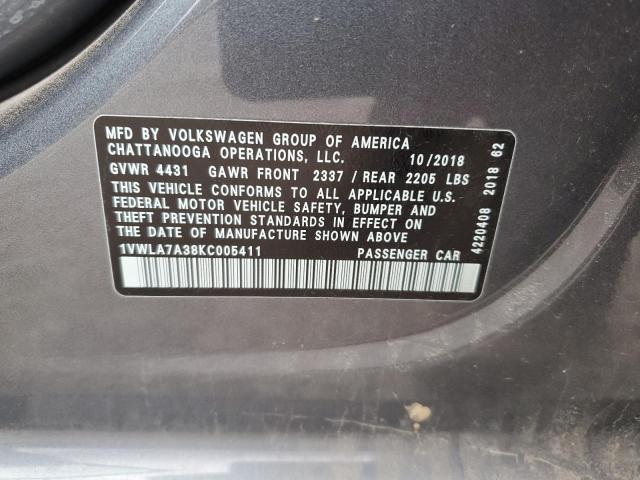 MFD BY VOLKSWAGEN GROUP OF AMERICA
CHATTANOOGA OPERATIONS, LLC. 10/2018
GVWR 4431 GAWR FRONT 2337 / REAR 2205 LBS
THIS VEHICLE CONFORMS TO ALL APPLICABLE U.S.
FEDERAL MOTOR VEHICLE SAFETY, BUMPER AND
THEFT PREVENTION STANDARDS IN EFFECT ON
THE DATE OF MANUFACTURE SHOWN ABOVE
1VWLA7A38KC005411 PASSENGER CAR
4220408 2018 62